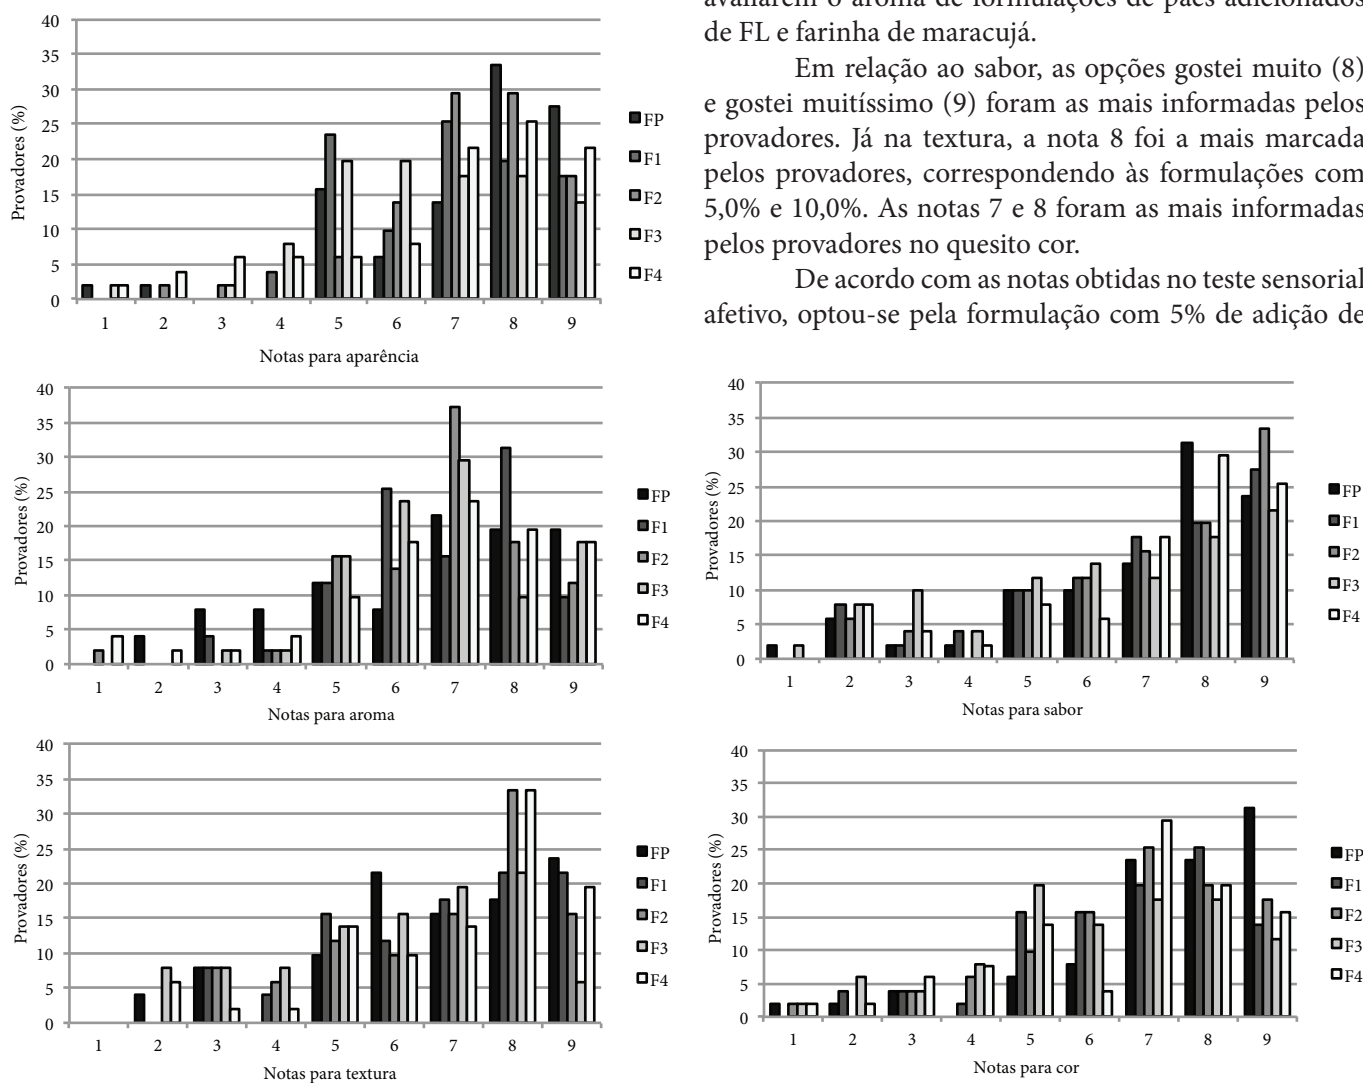 40
35
30
25
20
15
10
5
0
Provadores (%)
1 2 3 4 5 6 7 8 9
Notas para aparência
FP
F1
F2
F3
F4
de FL e farinha de maracujá.
Em relação ao sabor, as opções gostei muito (8)
e gostei muitíssimo (9) foram as mais informadas pelos
provadores. Já na textura, a nota 8 foi a mais marcada
pelos provadores, correspondendo às formulações com
5,0% e 10,0%. As notas 7 e 8 foram as mais informadas
pelos provadores no quesito cor.
De acordo com as notas obtidas no teste sensorial
afetivo, optou-se pela formulação com 5% de adição de
40
35
30
25
20
15
10
5
0
Provadores (%)
1 2 3 4 5 6 7 8 9
Notas para aroma
FP
F1
F2
F3
F4
40
35
30
25
20
15
10
5
0
Provadores (%)
1 2 3 4 5 6 7 8 9
Notas para sabor
FP
F1
F2
F3
F4
40
35
30
25
20
15
10
5
0
Provadores (%)
1 2 3 4 5 6 7 8 9
Notas para textura
FP
F1
F2
F3
F4
40
35
30
25
20
15
10
5
0
Provadores (%)
1 2 3 4 5 6 7 8 9
Notas para cor
FP
F1
F2
F3
F4